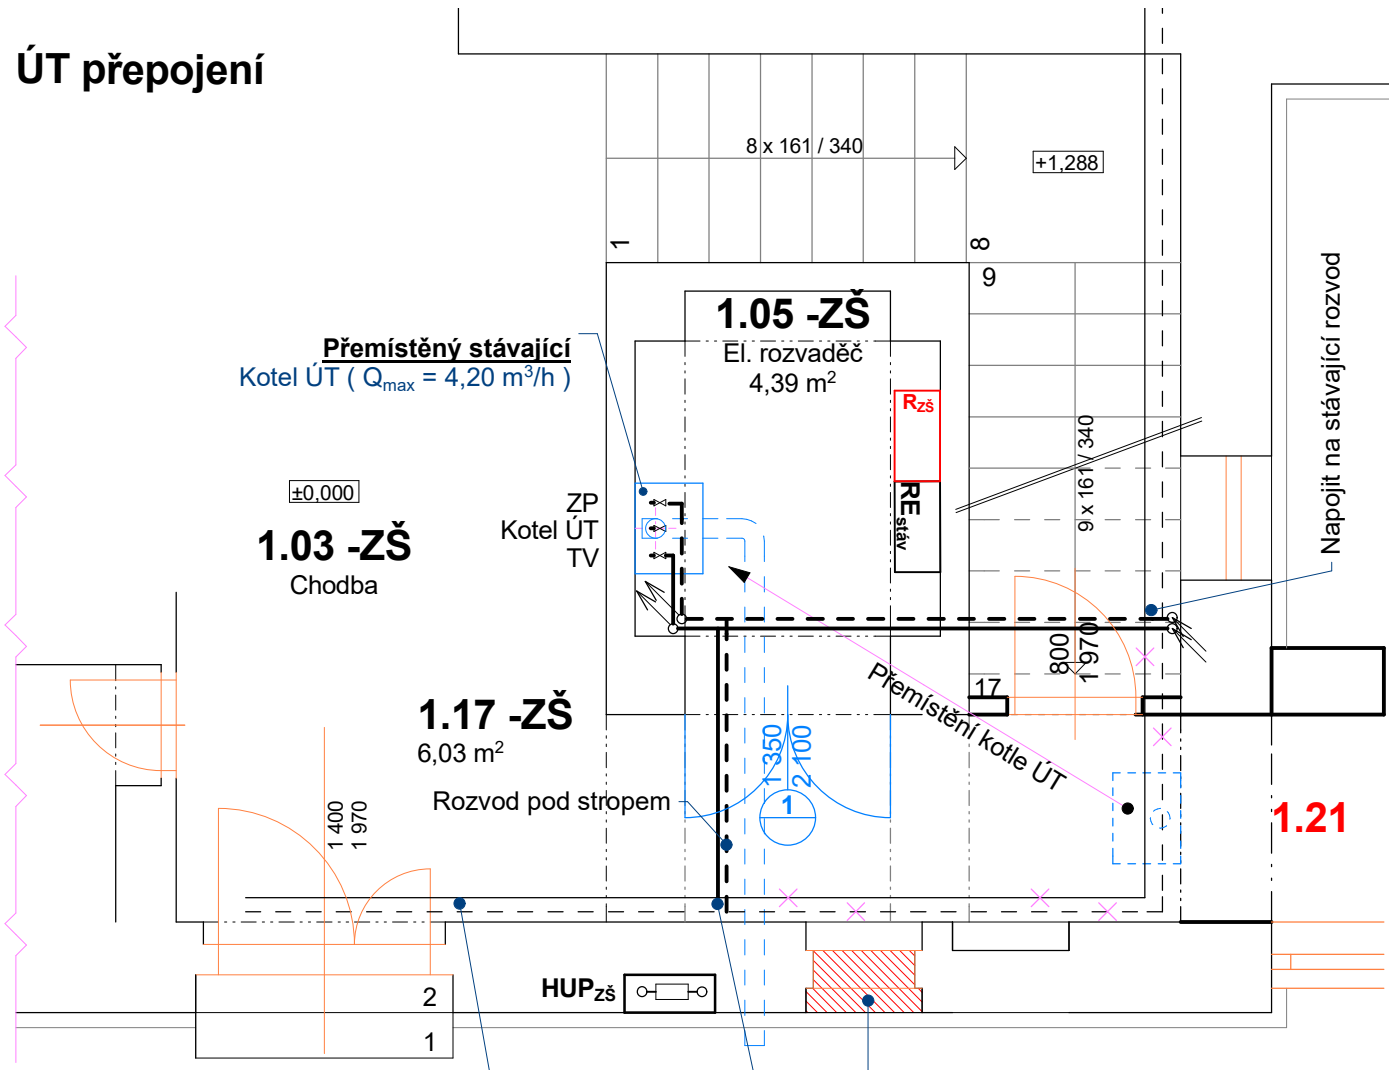 ÚT přepojení
8 x 161 / 340
+1,288
1
8
9
1.05 -ZŠ
El. rozvaděč
4,39 m²
Přemístěný stávající
Kotel ÚT ( Qmax = 4,20 m³/h )
RZŠ
REstáv
9 x 161 / 340
Napojit na stávající rozvod
±0,000
1.03 -ZŠ
Chodba
ZP
Kotel ÚT
TV
800
1 970
17
Přemístění kotle ÚT
1.17 -ZŠ
6,03 m²
Rozvod pod stropem
1 350
2 100
1
1.21
1 400
1 970
HUPZŠ
2
1